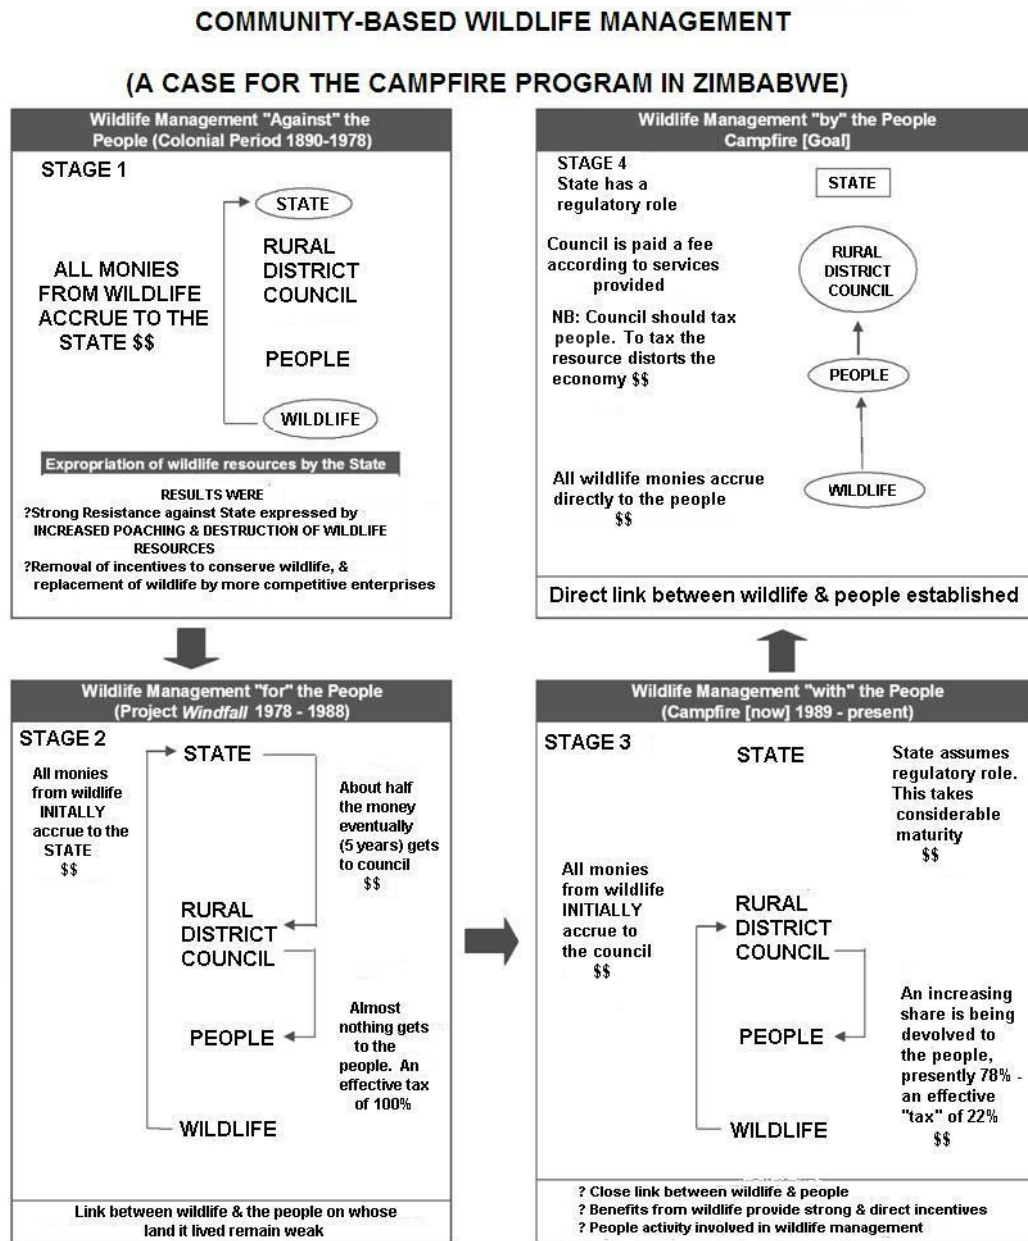 COMMUNITY-BASED WILDLIFE MANAGEMENT
(A CASE FOR THE CAMPFIRE PROGRAM IN ZIMBABWE)
Wildlife Management "Against" the
People (Colonial Period 1890-1978)
STAGE 1
STATE
RURAL
DISTRICT
COUNCIL
ALL MONIES
FROM WILDLIFE
ACCRUE TO THE
STATE $$
PEOPLE
WILDLIFE
Expropriation of wildlife resources by the State
RESULTS WERE
?Strong Resistance against State expressed by
INCREASED POACHING & DESTRUCTION OF WILDLIFE
RESOURCES
?Removal of incentives to conserve wildlife, &
replacement of wildlife by more competitive enterprises
Wildlife Management "for" the People
(Project Windfall 1978 - 1988)
STAGE 2
STATE
All monies
from wildlife
INITALLY
accrue to the
STATE
$$
About half
the money
eventually
(5 years) gets
to council
$$
RURAL
DISTRICT
COUNCIL
Almost
nothing gets
to the
people. An
effective tax
of 100%
PEOPLE
WILDLIFE
Link between wildlife & the people on whose
land it lived remain weak
Wildlife Management "with" the People
(Campfire [now] 1989 - present)
STAGE 3
STATE
State assumes
regulatory role.
This takes
considerable
maturity
$$
All monies
from wildlife
INITIALLY
accrue to
the council
$$
RURAL
DISTRICT
COUNCIL
An increasing
share is being
devolved to
the people,
presently 78% -
an effective
"tax" of 22%
$$
PEOPLE
WILDLIFE
? Close link between wildlife & people
? Benefits from wildlife provide strong & direct incentives
? People activity involved in wildlife management
Wildlife Management "by" the People
Campfire [Goal]
STAGE 4
State has a
regulatory role
STATE
Council is paid a fee
according to services
provided
RURAL
DISTRICT
COUNCIL
NB: Council should tax
people. To tax the
resource distorts the
economy $$
PEOPLE
All wildlife monies accrue
directly to the people
$$
WILDLIFE
Direct link between wildlife & people established